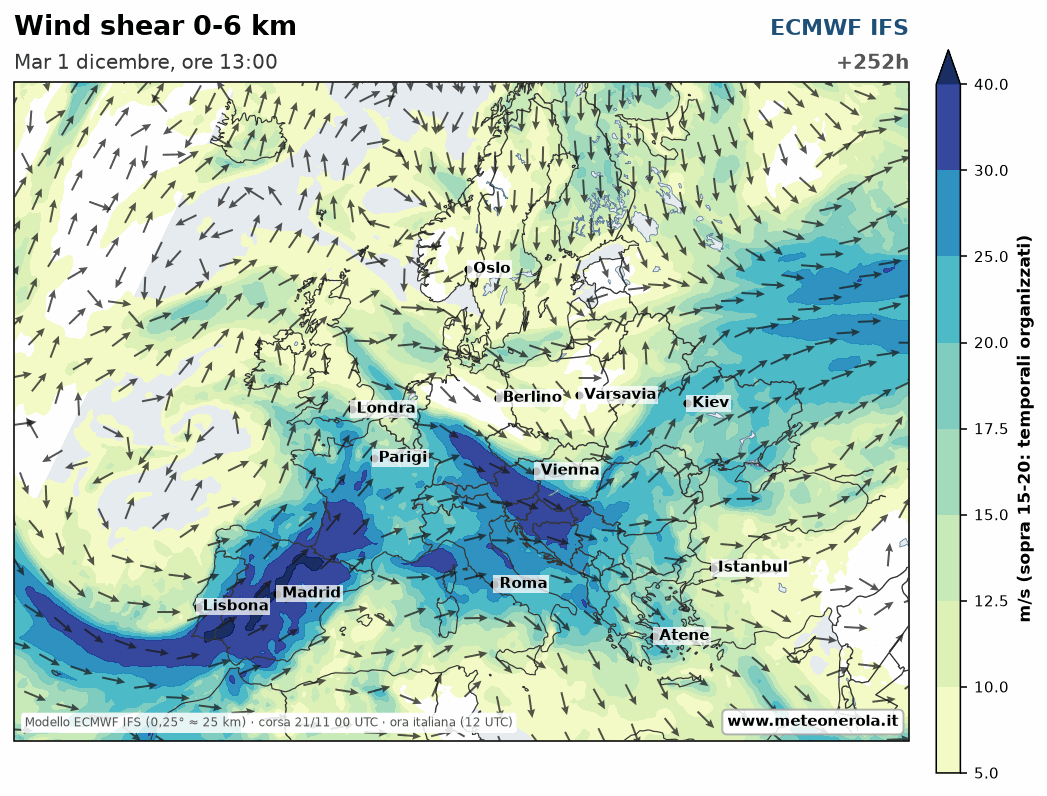 Wind shear 0-6 km
ECMWF IFS
Mar 1 dicembre, ore 13:00
+252h
Oslo
Berlino
Varsavia
Kiev
Londra
Parigi
Vienna
Istanbul
Roma
Madrid
Lisbona
Atene
Modello ECMWF IFS (0,25° ≈ 25 km) · corsa 21/11 00 UTC · ora italiana (12 UTC)
www.meteonerola.it
40.0
30.0
25.0
20.0
17.5
15.0
12.5
10.0
5.0
m/s (sopra 15-20: temporali organizzati)